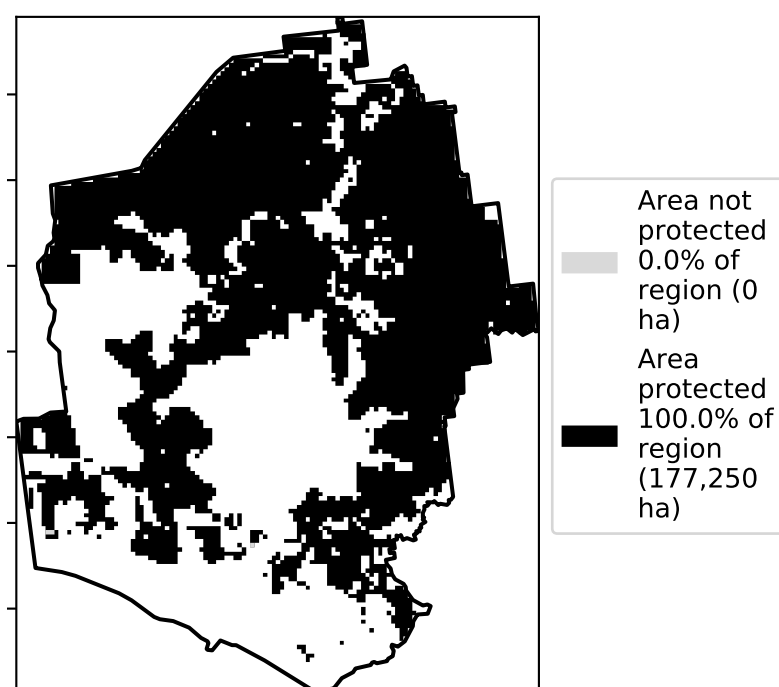 Area not
protected
0.0% of
region (0
ha)
Area
protected
100.0% of
region
(177,250
ha)